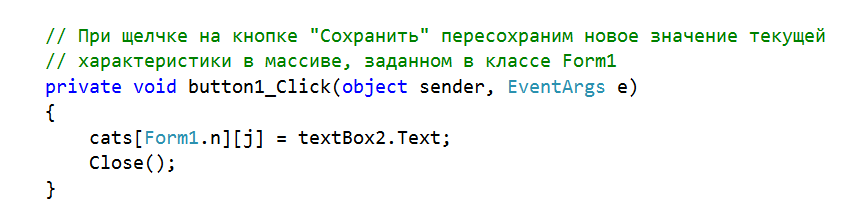 // При щелчке на кнопке "Сохранить" пересохраним новое значение текущей
// характеристики в массиве, заданном в классе Form1
private void button1_Click(object sender, EventArgs e)
{
    cats[Form1.n][j] = textBox2.Text;
    Close();
}